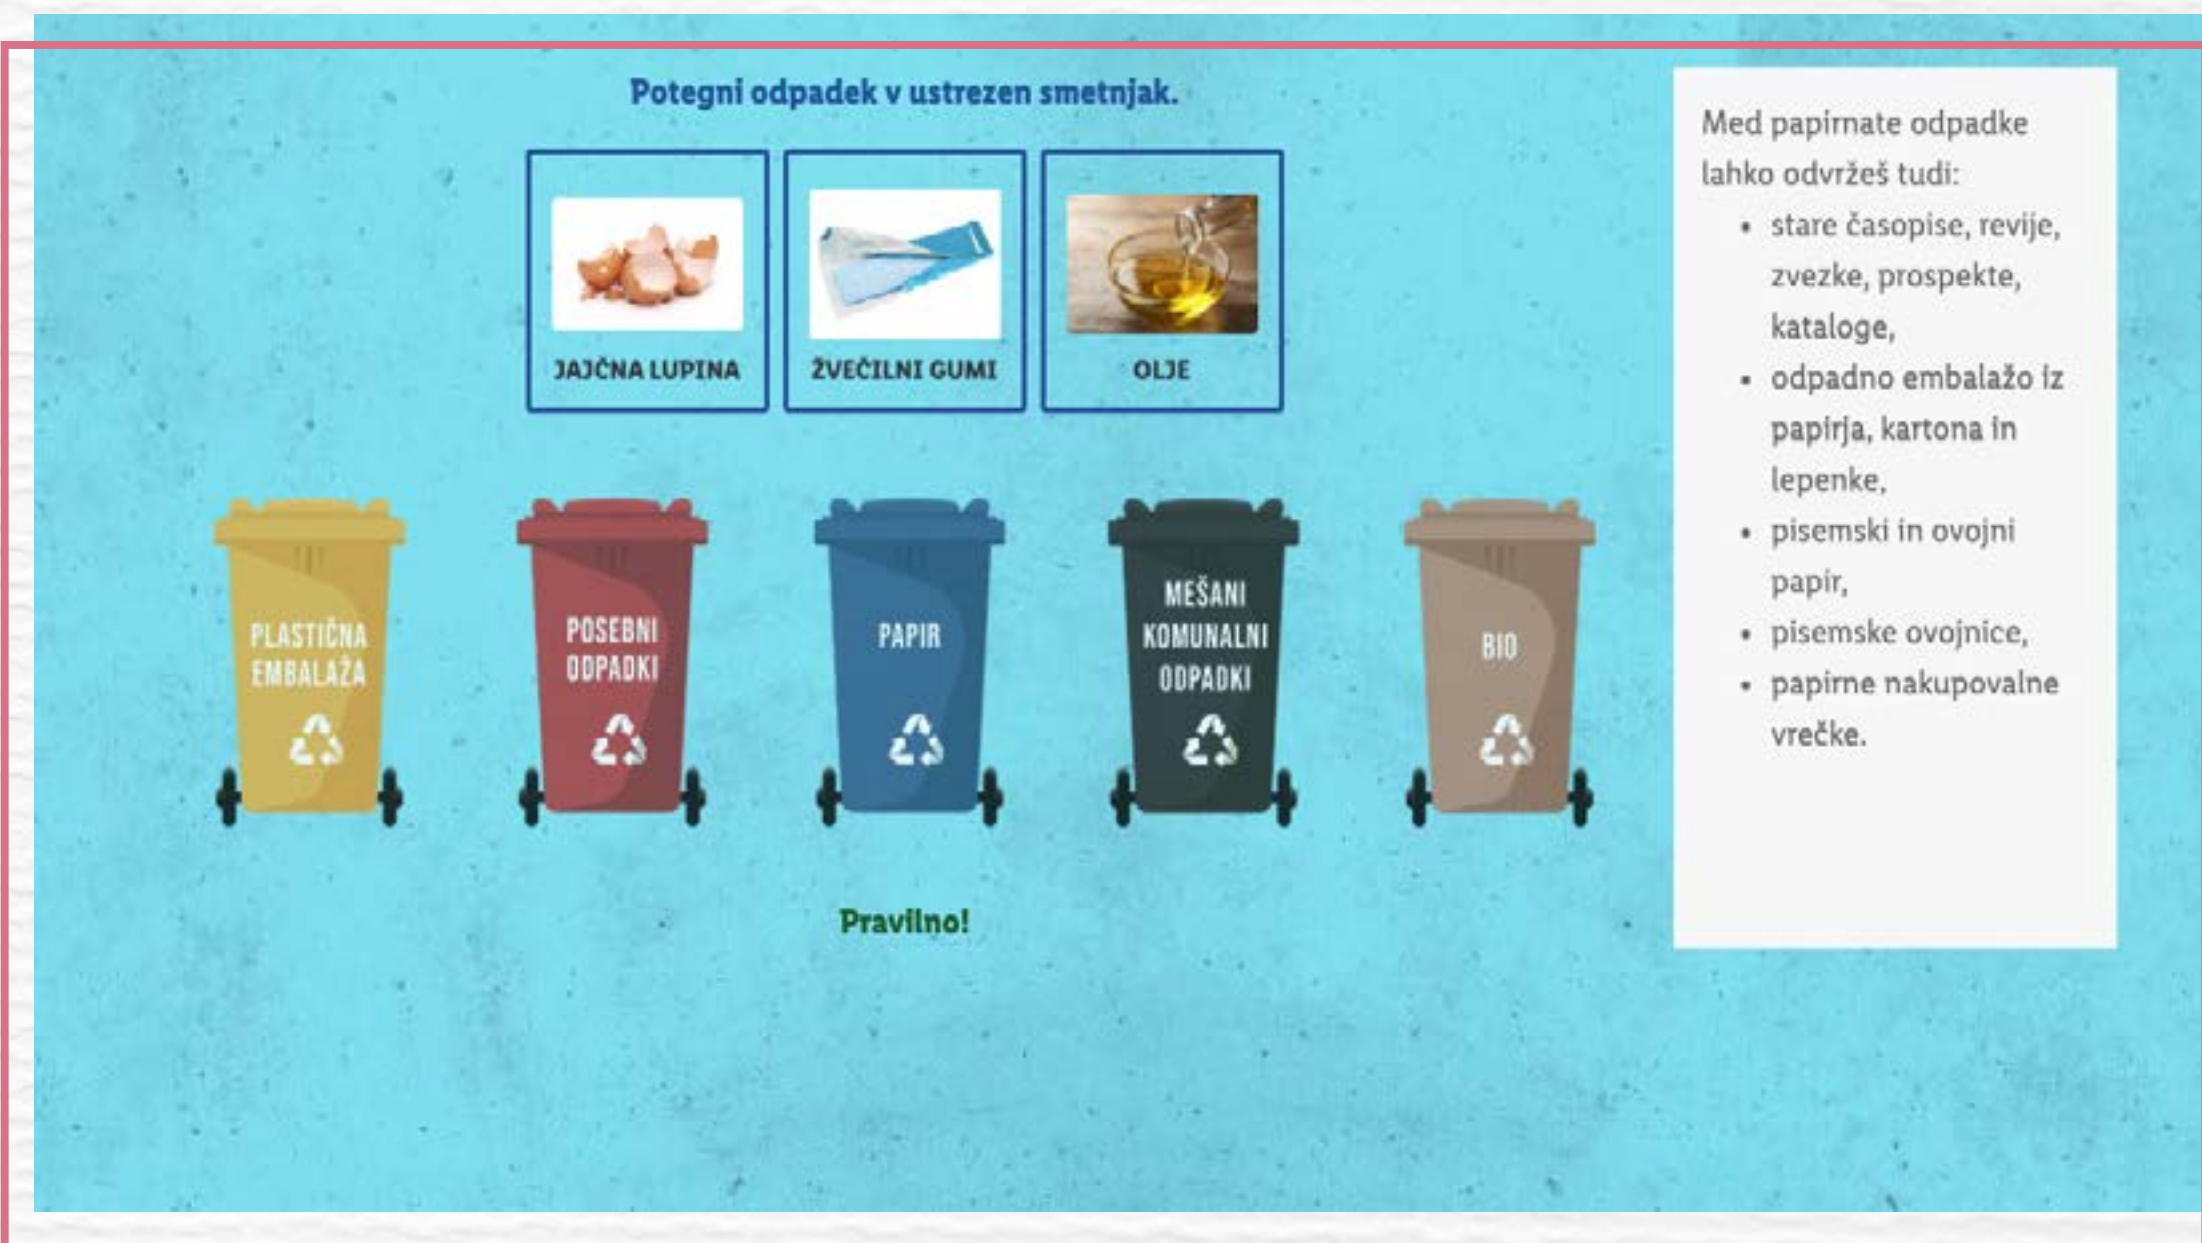 Potegni odpadek v ustrezen smetnjak.
JAJČNA LUPINA
ŽVEČILNI GUMI
OLJE
PLASTIČNA
EMBALAŽA
POSEBNI
ODPADKI
PAPIR
MEŠANI
KOMUNALNI
ODPADKI
BIO
Pravilno!
Med papirnate odpadke
lahko odvržeš tudi:
• stare časopise, revije,
zvezke, prospekte,
kataloge,
• odpadno embalažo iz
papirja, kartona in
lepenke,
• pisemski in ovojni
papir,
• pisemske ovojnice,
• papirne nakupovalne
vrečke.